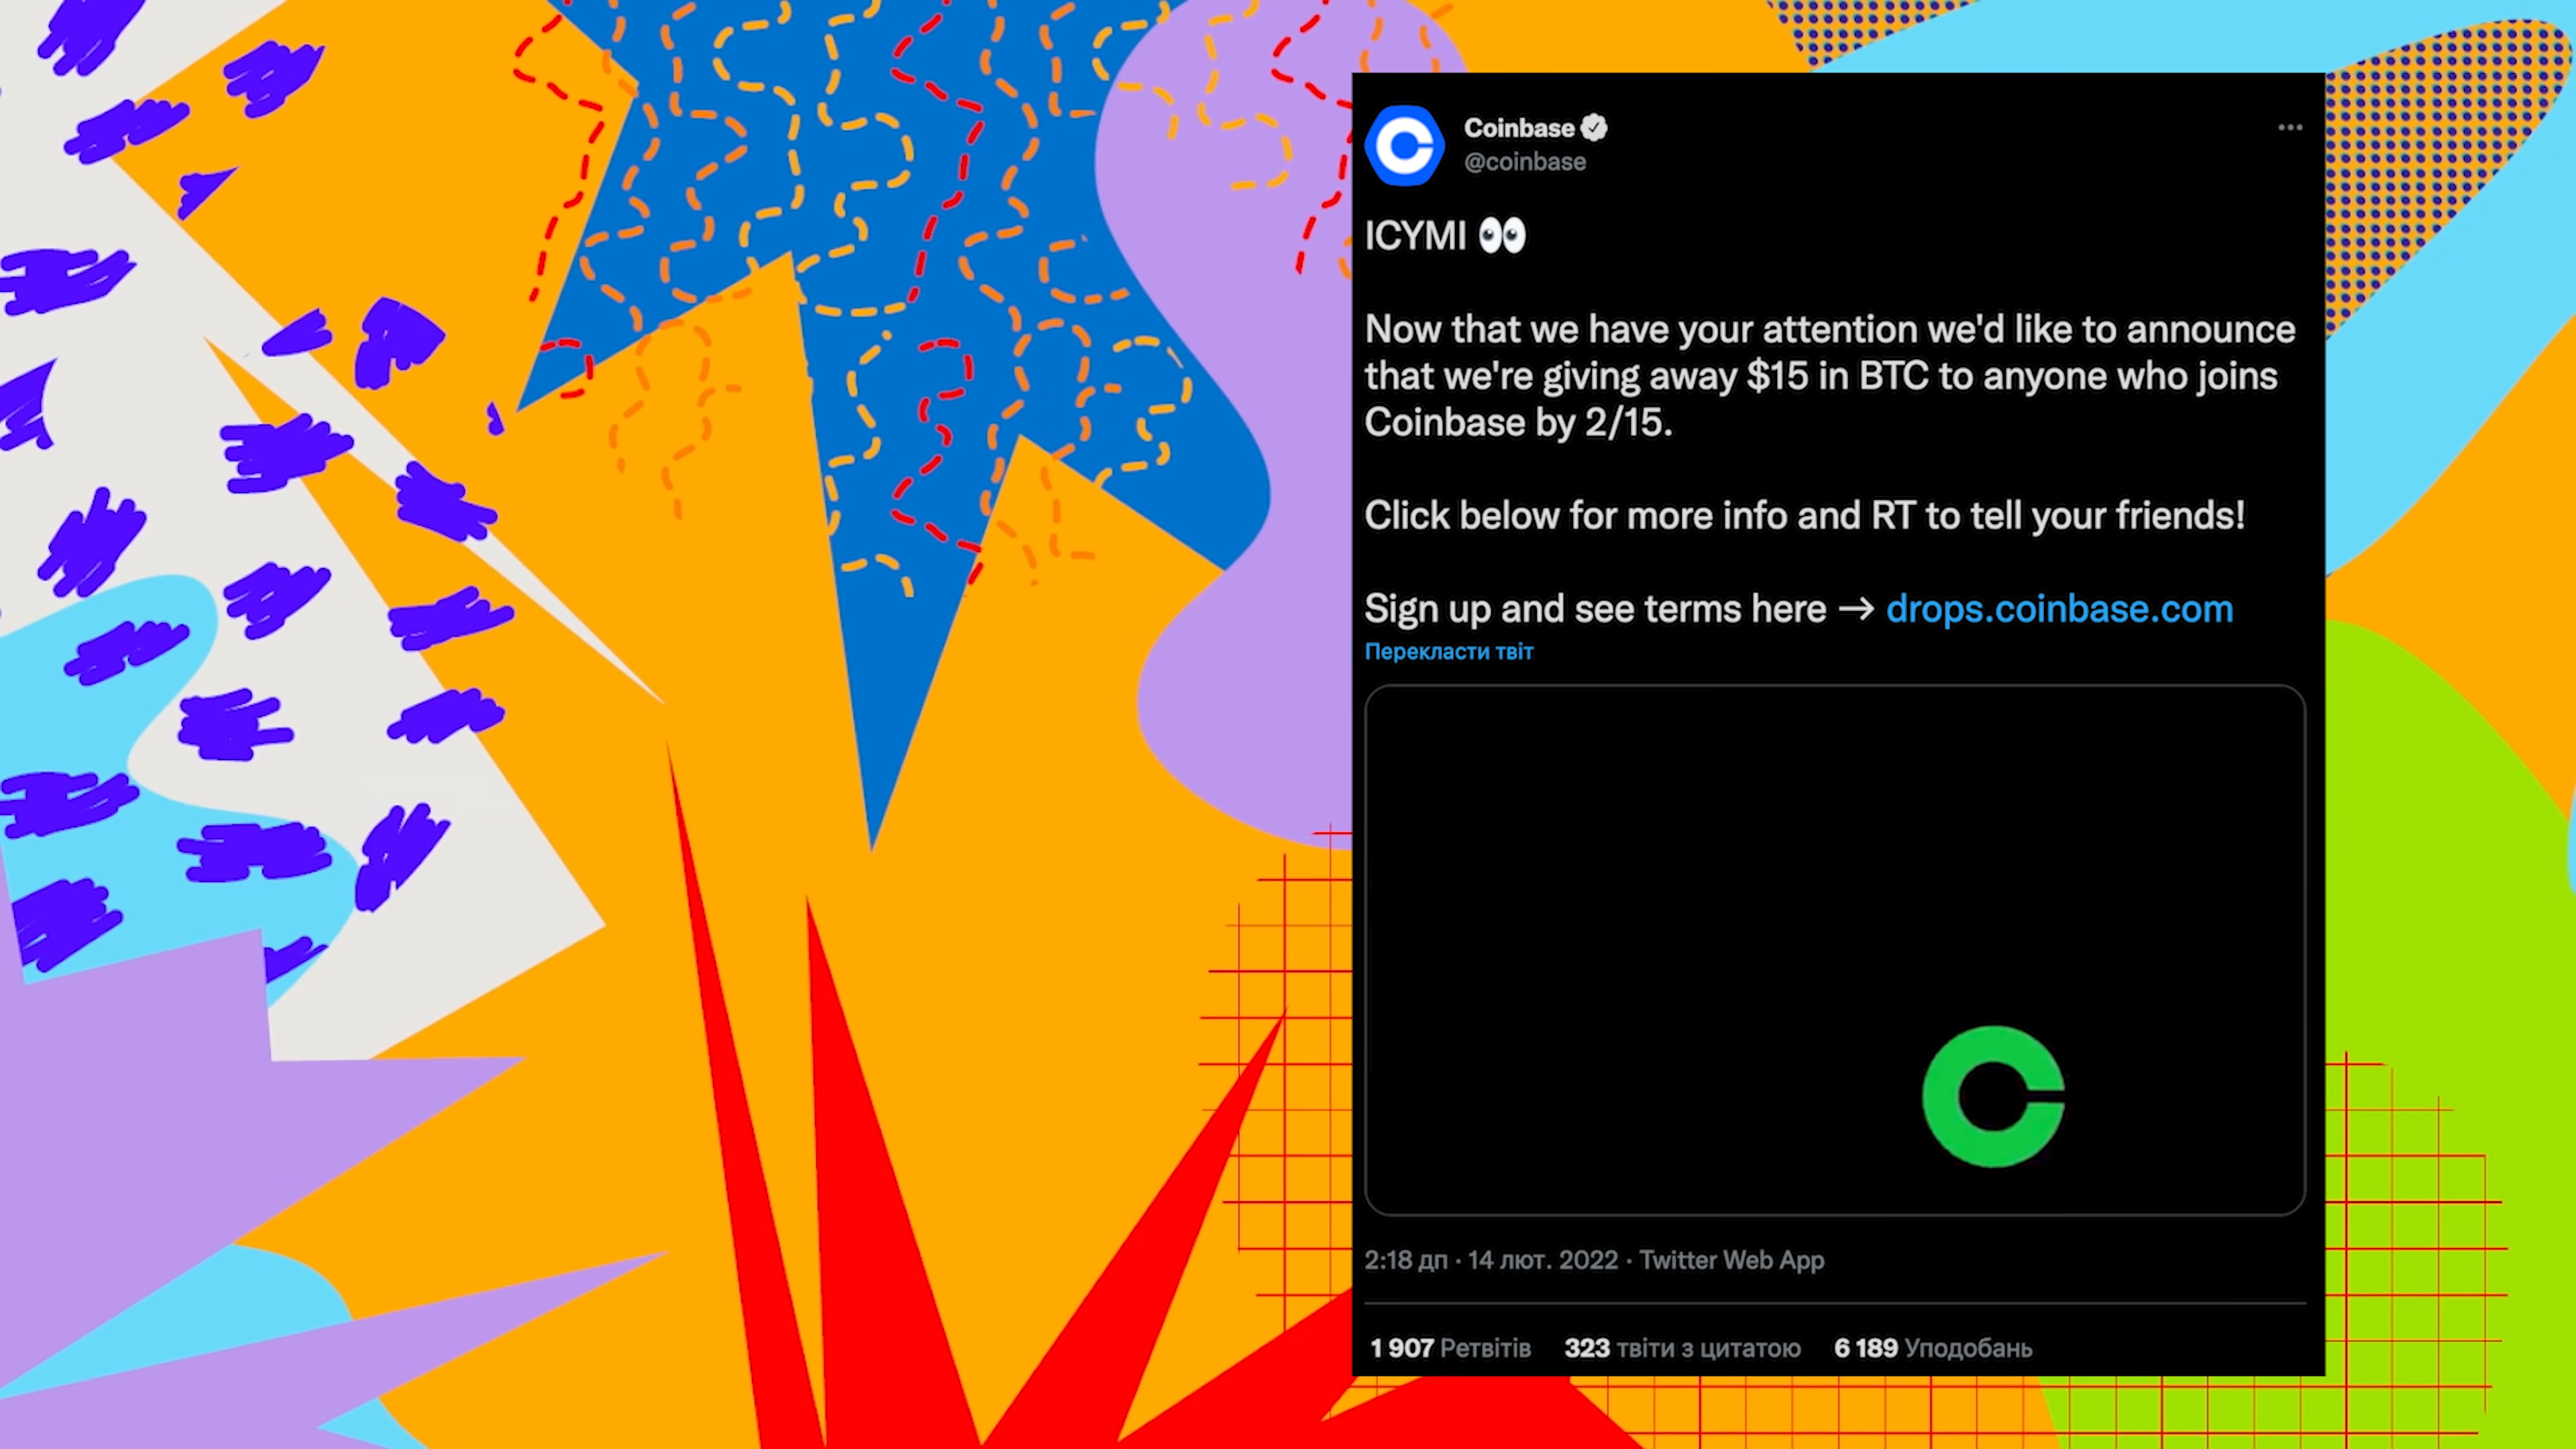 Coinbase
@coinbase
ICYMI 👀
Now that we have your attention we'd like to announce
that we're giving away $15 in BTC to anyone who joins
Coinbase by 2/15.
Click below for more info and RT to tell your friends!
Sign up and see terms here → drops.coinbase.com
Перекласти твіт
2:18 дп · 14 лют. 2022 · Twitter Web App
1 907 Ретвітів 323 твіти з цитатою 6 189 Уподобань